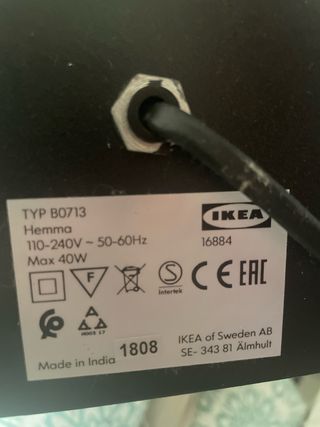 TYP B0713
Hemma
110-240V ~ 50-60Hz
Max 40W
IKEA
16884
F
S
Intertek
CE EAC
Made in India
1808
IKEA of Sweden AB
SE- 343 81 Älmhult